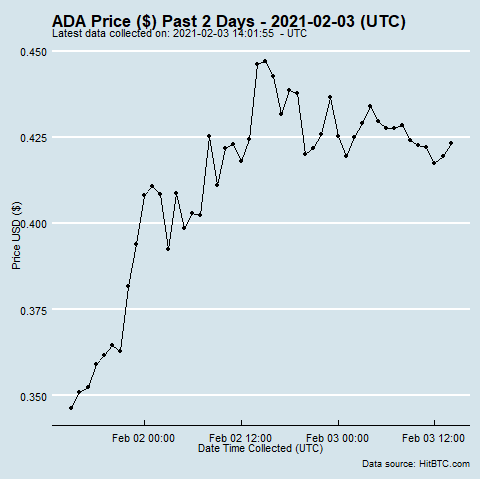 ADA Price ($) Past 2 Days - 2021-02-03 (UTC)
Latest data collected on: 2021-02-03 14:01:55 - UTC
0.450
0.425
0.400
0.375
0.350
Price USD ($)
Feb 02 00:00
Feb 02 12:00
Feb 03 00:00
Feb 03 12:00
Date Time Collected (UTC)
Data source: HitBTC.com